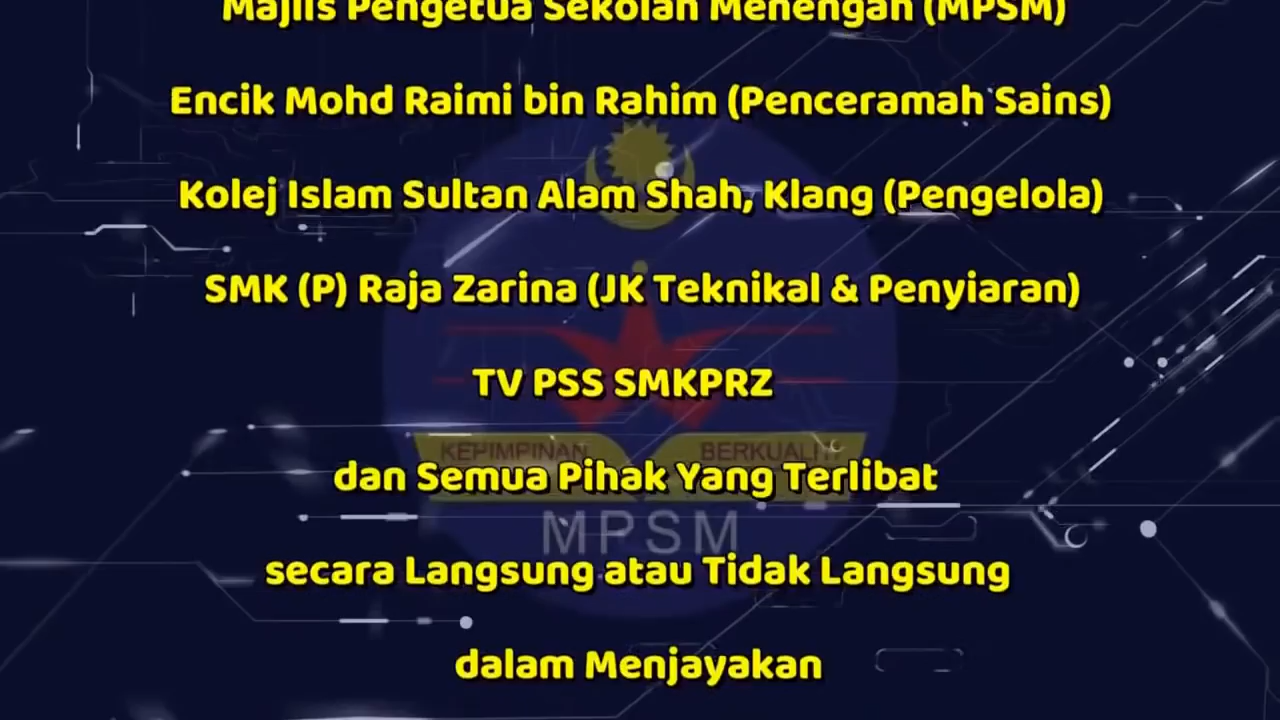 Majlis Pengetua Sekolah Menengah (MPSM)
Encik Mohd Raimi bin Rahim (Penceramah Sains)
Kolej Islam Sultan Alam Shah, Klang (Pengelola)
SMK (P) Raja Zarina (JK Teknikal & Penyiaran)
TV PSS SMKPRZ
KEPIMPINAN BERKUALITI
dan Semua Pihak Yang Terlibat
MPSM
secara Langsung atau Tidak Langsung
dalam Menjayakan